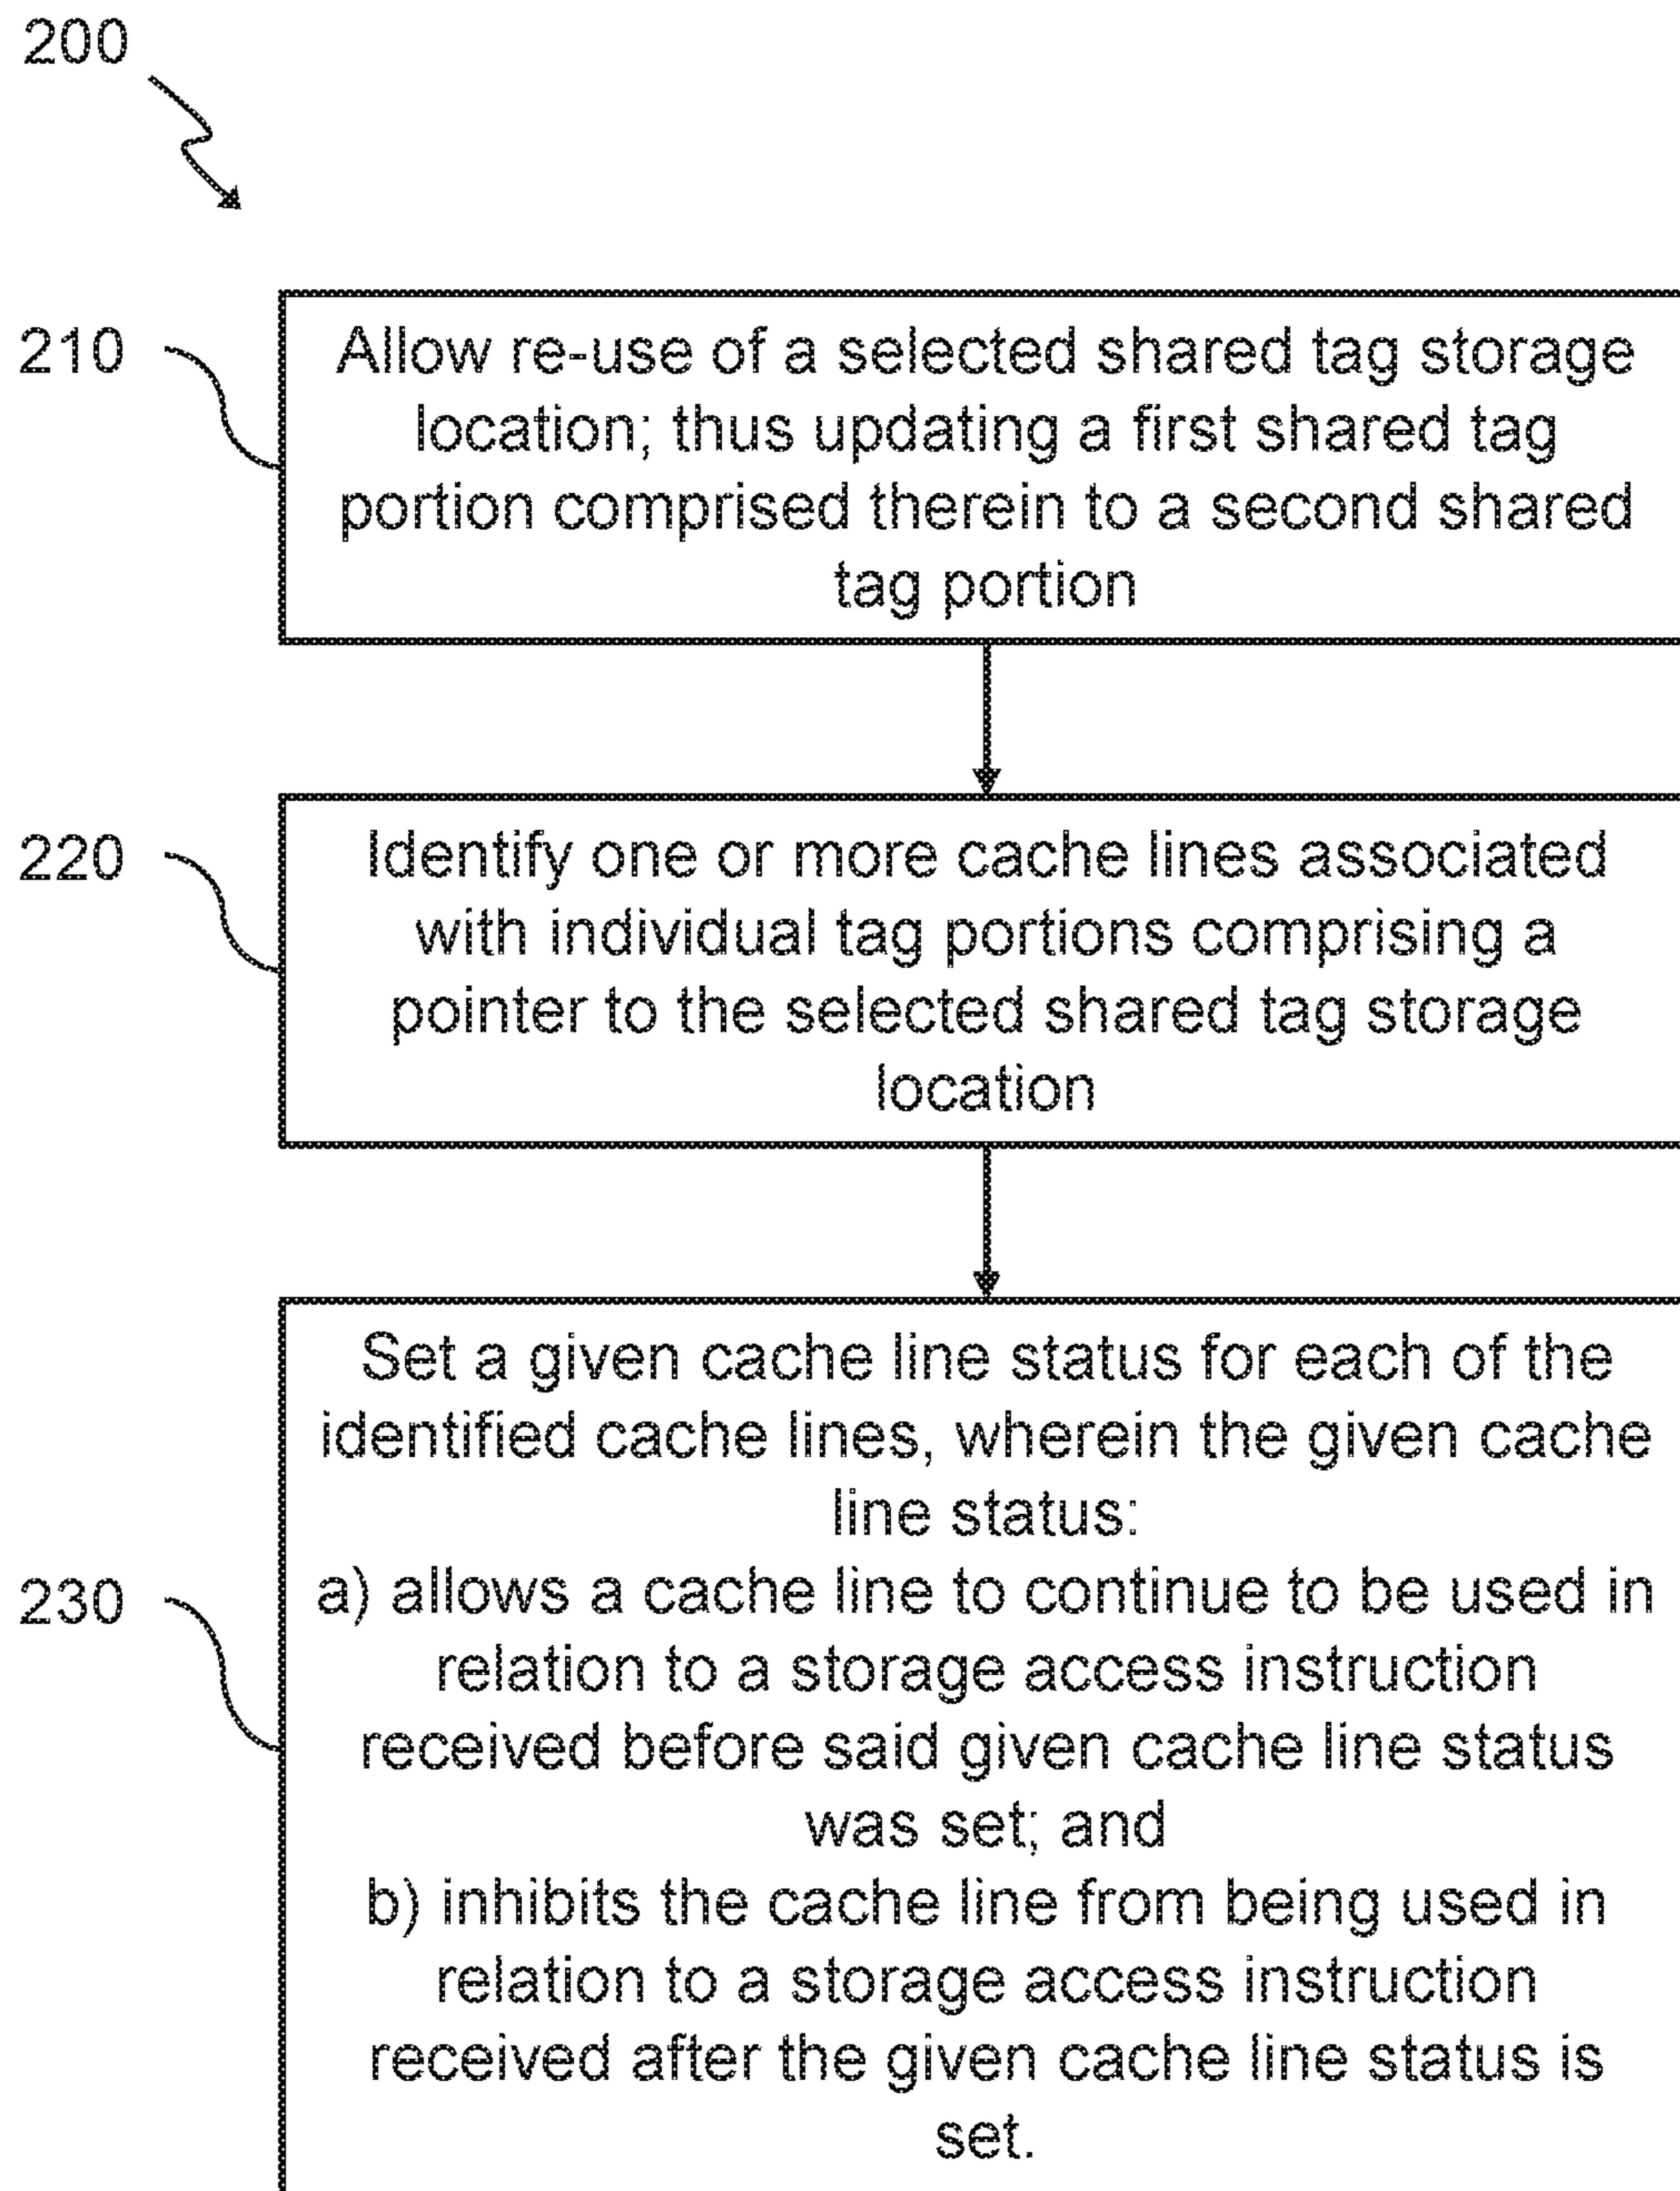 200
210
Allow re-use of a selected shared tag storage
location; thus updating a first shared tag
portion comprised therein to a second shared
tag portion
220
Identify one or more cache lines associated
with individual tag portions comprising a
pointer to the selected shared tag storage
location
230
Set a given cache line status for each of the
identified cache lines, wherein the given cache
line status:
a) allows a cache line to continue to be used in
relation to a storage access instruction
received before said given cache line status
was set; and
b) inhibits the cache line from being used in
relation to a storage access instruction
received after the given cache line status is
set.